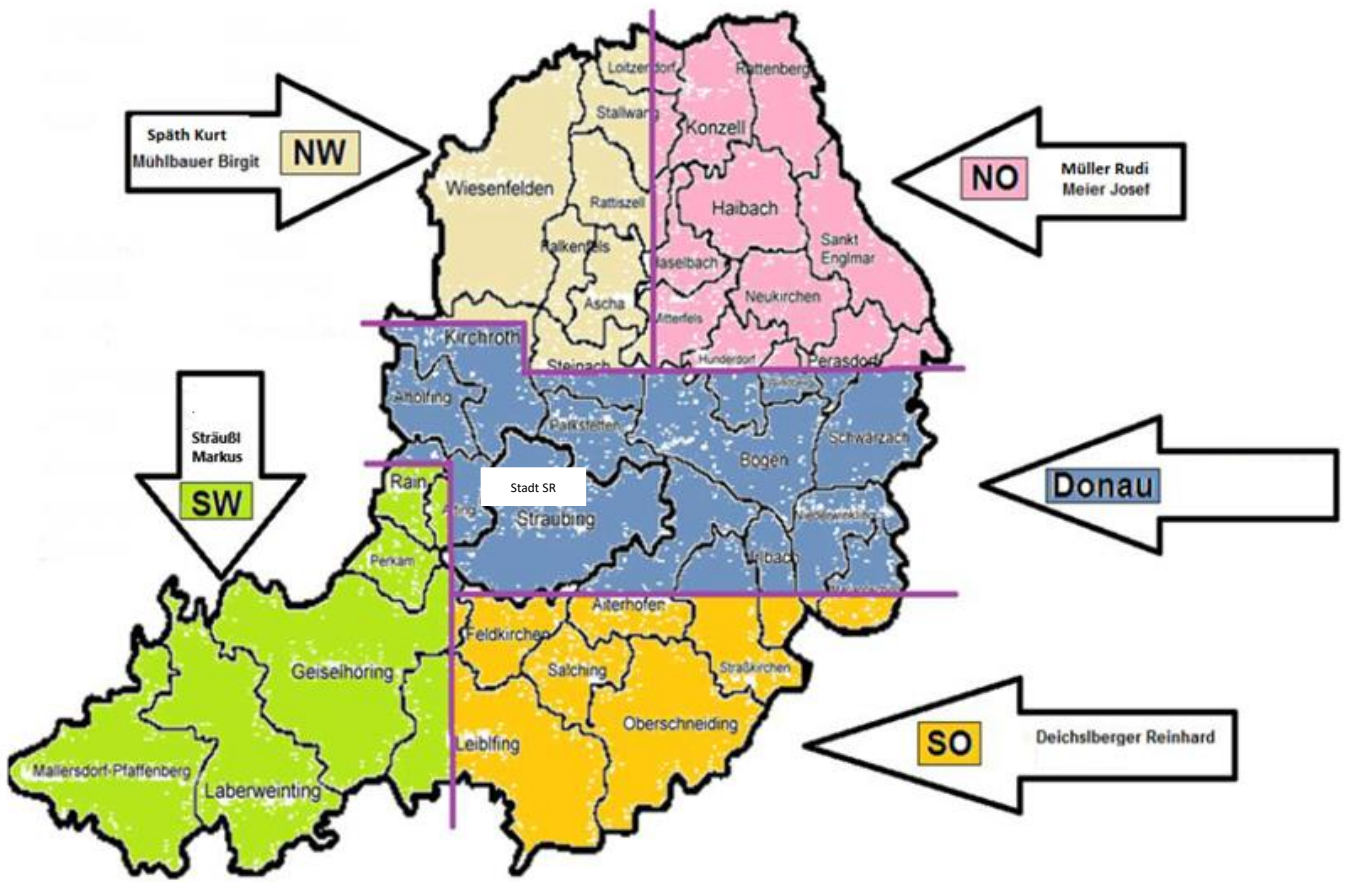 Loitzendorf
Rattenberg
Stallwang
Konzell
Späth Kurt
Mühlbauer Birgit
NW
NO
Müller Rudi
Meier Josef
Wiesenfelden
Rattiszell
Haibach
Falkenfels
Sankt
Englmar
Haselbach
Ascha
Neukirchen
Mitterfels
Kirchroth
Steinach
Hunderdorf
Perasdorf
Atholfing
Parkstetten
Schwarzach
Sträußl
Markus
SW
Bogen
Rain
Stadt SR
Donau
Straubing
Niederwinkling
Perkam
Irlbach
Aiterhofen
Feldkirchen
Salching
Straßkirchen
Geiselhöring
Oberschneiding
Leiblfing
SO
Deichslberger Reinhard
Mallersdorf-Pfaffenberg
Laberweinting